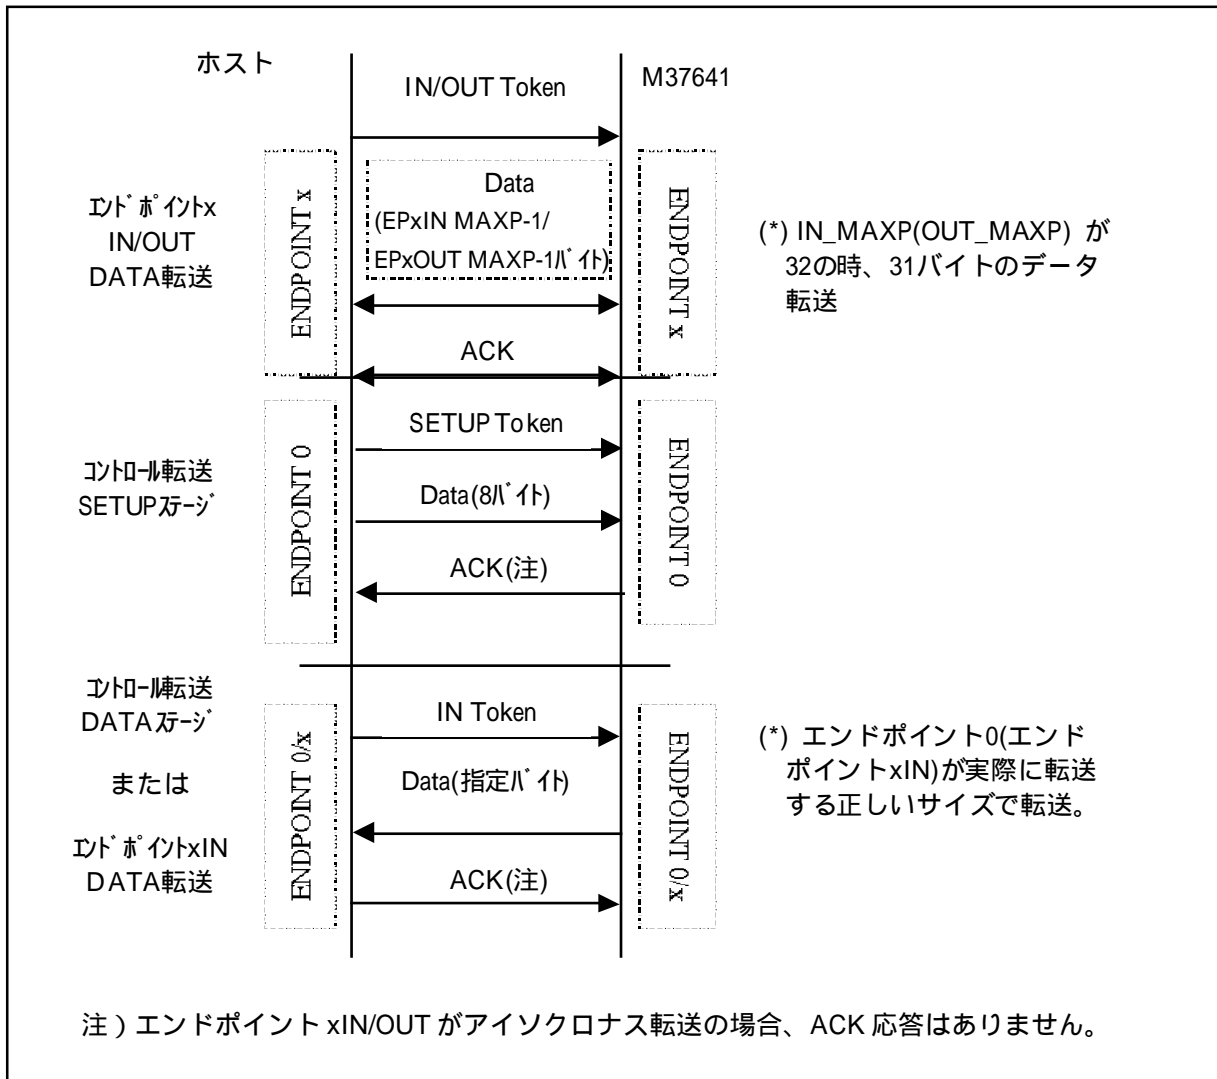 ホスト
IN/OUT Token
M37641
エンドポイントx
IN/OUT
DATA転送
ENDPOINT x
Data
(EPxIN MAXP-1/
EPxOUT MAXP-1バイト)
ENDPOINT x
(*) IN_MAXP(OUT_MAXP) が
32の時、31バイトのデータ
転送
ACK
コントロール転送
SETUPステージ
ENDPOINT 0
SETUP Token
Data(8バイト)
ACK(注)
ENDPOINT 0
コントロール転送
DATAステージ
または
エンドポイントxIN
DATA転送
ENDPOINT 0/x
IN Token
Data(指定バイト)
ACK(注)
ENDPOINT 0/x
(*) エンドポイント0(エンド
ポイントxIN)が実際に転送
する正しいサイズで転送。
注）エンドポイント xIN/OUT がアイソクロナス転送の場合、ACK 応答はありません。